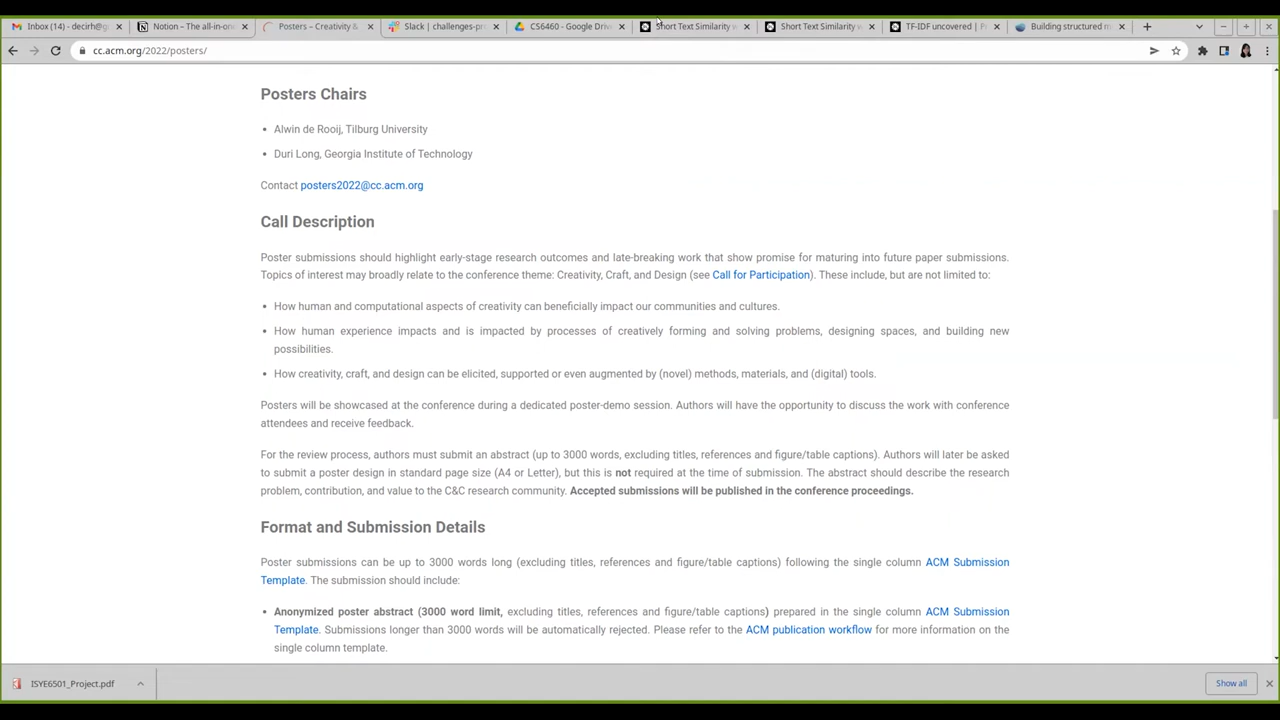 Inbox (14) - decirh@g
Notion – The all-in-one
Posters – Creativity &
Slack | challenges-pr
CS6460 - Google Drive
Short Text Similarity w
Short Text Similarity w
TF-IDF uncovered | P
Building structured m
cc.acm.org/2022/posters/
Posters Chairs
• Alwin de Rooij, Tilburg University
• Duri Long, Georgia Institute of Technology
Contact posters2022@cc.acm.org
Call Description
Poster submissions should highlight early-stage research outcomes and late-breaking work that show promise for maturing into future paper submissions.
Topics of interest may broadly relate to the conference theme: Creativity, Craft, and Design (see Call for Participation). These include, but are not limited to:
• How human and computational aspects of creativity can beneficially impact our communities and cultures.
• How human experience impacts and is impacted by processes of creatively forming and solving problems, designing spaces, and building new
possibilities.
• How creativity, craft, and design can be elicited, supported or even augmented by (novel) methods, materials, and (digital) tools.
Posters will be showcased at the conference during a dedicated poster-demo session. Authors will have the opportunity to discuss the work with conference
attendees and receive feedback.
For the review process, authors must submit an abstract (up to 3000 words, excluding titles, references and figure/table captions). Authors will later be asked
to submit a poster design in standard page size (A4 or Letter), but this is not required at the time of submission. The abstract should describe the research
problem, contribution, and value to the C&C research community. Accepted submissions will be published in the conference proceedings.
Format and Submission Details
Poster submissions can be up to 3000 words long (excluding titles, references and figure/table captions) following the single column ACM Submission
Template. The submission should include:
• Anonymized poster abstract (3000 word limit, excluding titles, references and figure/table captions) prepared in the single column ACM Submission
Template. Submissions longer than 3000 words will be automatically rejected. Please refer to the ACM publication workflow for more information on the
single column template.
ISYE6501_Project.pdf
Show all